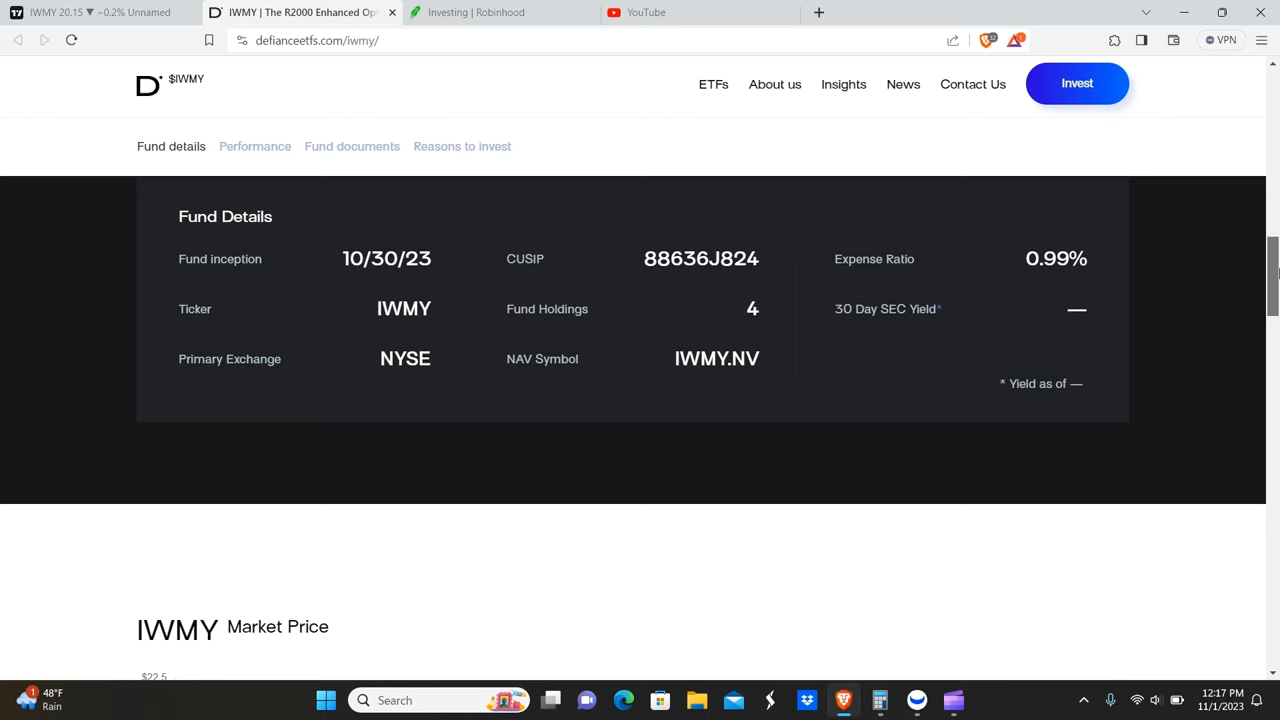 IWMY 20.15 ▼ −0.2% Unnamed
IWMY | The R2000 Enhanced Opt
Investing | Robinhood
YouTube
defianceetfs.com/iwmy/
VPN
D
$IWMY
ETFs
About us
Insights
News
Contact Us
Invest
Fund details
Performance
Fund documents
Reasons to invest
Fund Details
Fund inception 10/30/23
CUSIP 88636J824
Expense Ratio 0.99%
Ticker IWMY
Fund Holdings 4
30 Day SEC Yield* —
Primary Exchange NYSE
NAV Symbol IWMY.NV
* Yield as of —
IWMY Market Price
$22.5
1
48°F
Rain
Search
12:17 PM
11/1/2023